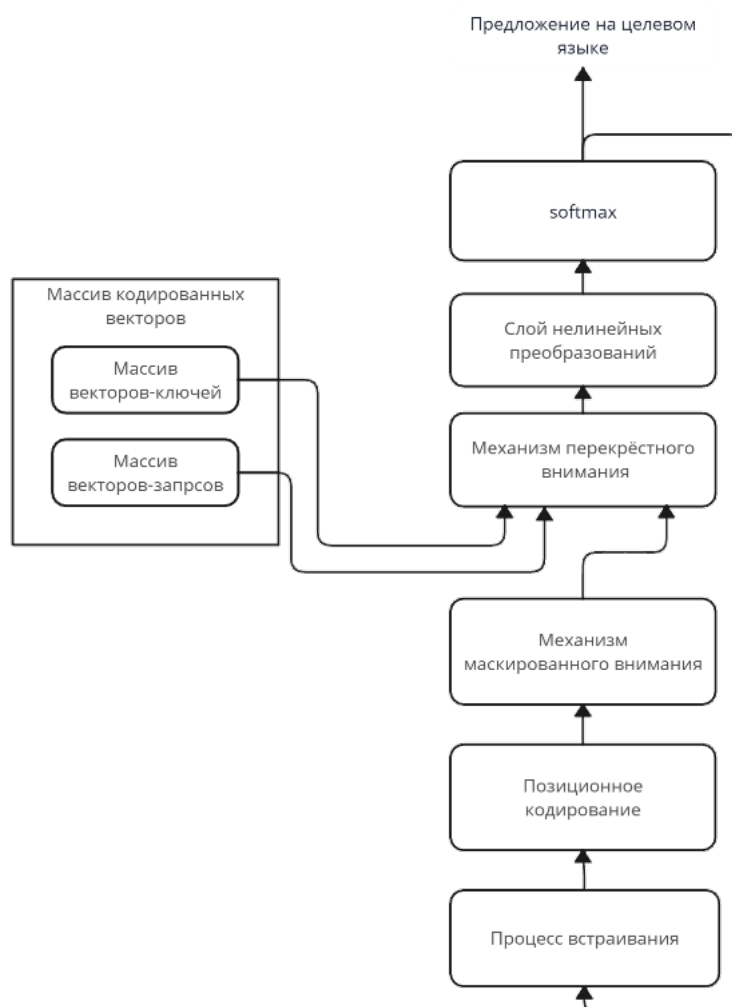 Предложение на целевом
языке
softmax
Массив кодированных
векторов
Массив
векторов-ключей
Массив
векторов-запрсов
Слой нелинейных
преобразований
Механизм перекрёстного
внимания
Механизм
маскированного внимания
Позиционное
кодирование
Процесс встраивания